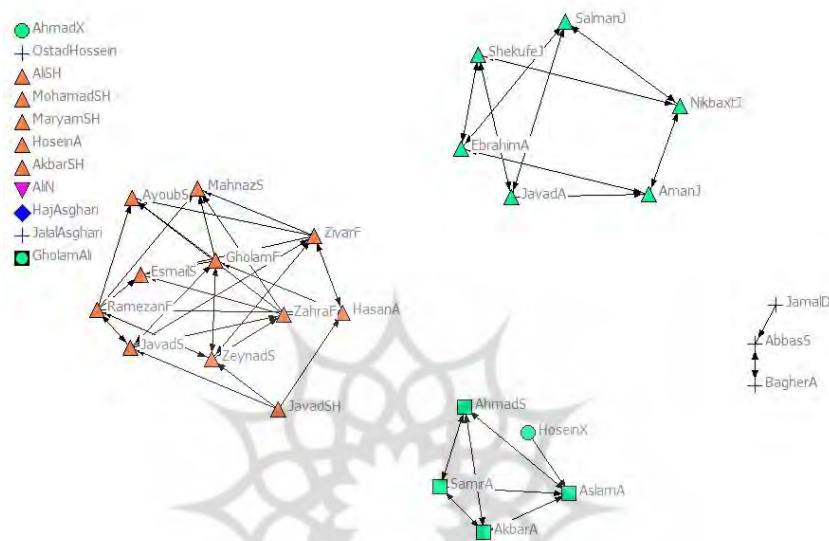 AhmadX
OstadHossein
AliSH
MohamadSH
MaryamSH
HoseinA
AkbarSH
AliN
HajAsghari
JalalAsghari
GholamAli
SalmanJ
ShekufeJ
NikbaxtJ
EbrahimA
JavadA
AmanJ
MahnazS
AyoubS
ZivarF
GholamF
EsmailS
RamezanF
ZahraF
HasanA
JavadS
ZeynadS
JavadSH
JamalD
AbbasS
BagherA
AhmadS
HoseinX
SamirA
AslamA
AkbarA